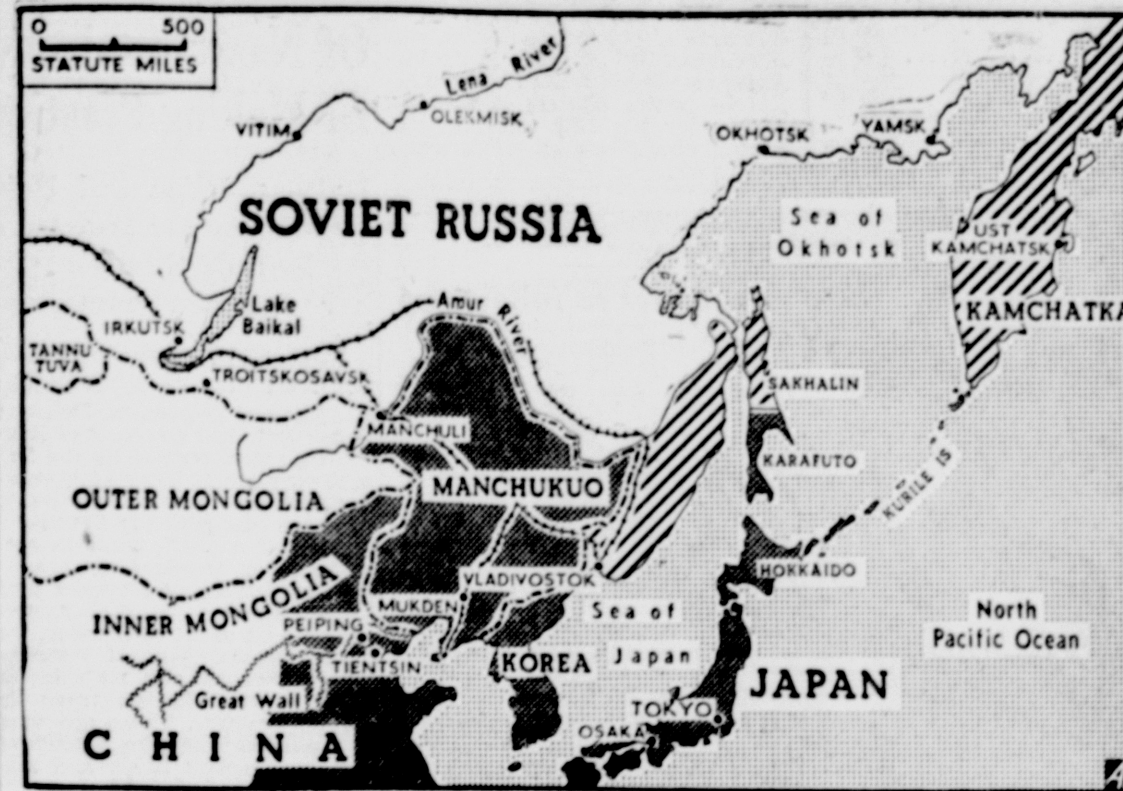 0 500
STATUTE MILES
Lena River
OLEKMISK
VITIM
OKHOTSK
YAMSK
SOVIET RUSSIA
Sea of
Okhotsk
UST
KAMCHATSK
KAMCHATKA
Lake
Baikal
Amur River
IRKUTSK
TANNU
TUVA
TROITSKOSAVSK
SAKHALIN
MANCHULI
KARAFUTO
OUTER MONGOLIA
MANCHUKUO
KURILE IS
HOKKAIDO
VLADIVOSTOK
INNER MONGOLIA
MUKDEN
Sea of
Japan
North
Pacific Ocean
PEIPING
TIENTSIN
KOREA
Great Wall
JAPAN
TOKYO
OSAKA
CHINA
A